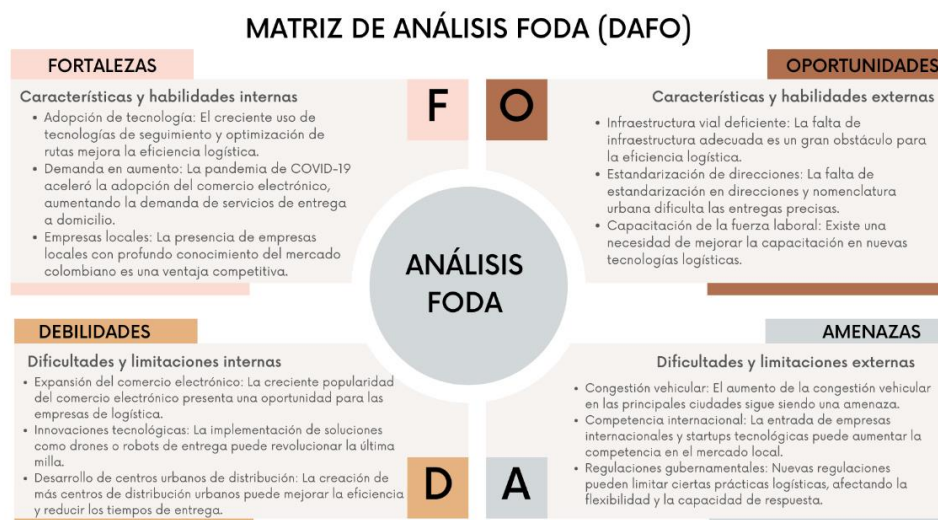 MATRIZ DE ANÁLISIS FODA (DAFO)
FORTALEZAS
Características y habilidades internas
• Adopción de tecnología: El creciente uso de
tecnologías de seguimiento y optimización de
rutas mejora la eficiencia logística.
• Demanda en aumento: La pandemia de COVID-19
aceleró la adopción del comercio electrónico,
aumentando la demanda de servicios de entrega
a domicilio.
• Empresas locales: La presencia de empresas
locales con profundo conocimiento del mercado
colombiano es una ventaja competitiva.
F
O
OPORTUNIDADES
Características y habilidades externas
• Infraestructura vial deficiente: La falta de
infraestructura adecuada es un gran obstáculo para
la eficiencia logística.
• Estandarización de direcciones: La falta de
estandarización en direcciones y nomenclatura
urbana dificulta las entregas precisas.
• Capacitación de la fuerza laboral: Existe una
necesidad de mejorar la capacitación en nuevas
tecnologías logísticas.
ANÁLISIS
FODA
DEBILIDADES
Dificultades y limitaciones internas
• Expansión del comercio electrónico: La creciente popularidad
del comercio electrónico presenta una oportunidad para las
empresas de logística.
• Innovaciones tecnológicas: La implementación de soluciones
como drones o robots de entrega puede revolucionar la última
milla.
• Desarrollo de centros urbanos de distribución: La creación de
más centros de distribución urbanos puede mejorar la eficiencia
y reducir los tiempos de entrega.
D
A
AMENAZAS
Dificultades y limitaciones externas
• Congestión vehicular: El aumento de la congestión vehicular
en las principales ciudades sigue siendo una amenaza.
• Competencia internacional: La entrada de empresas
internacionales y startups tecnológicas puede aumentar la
competencia en el mercado local.
• Regulaciones gubernamentales: Nuevas regulaciones
pueden limitar ciertas prácticas logísticas, afectando la
flexibilidad y la capacidad de respuesta.